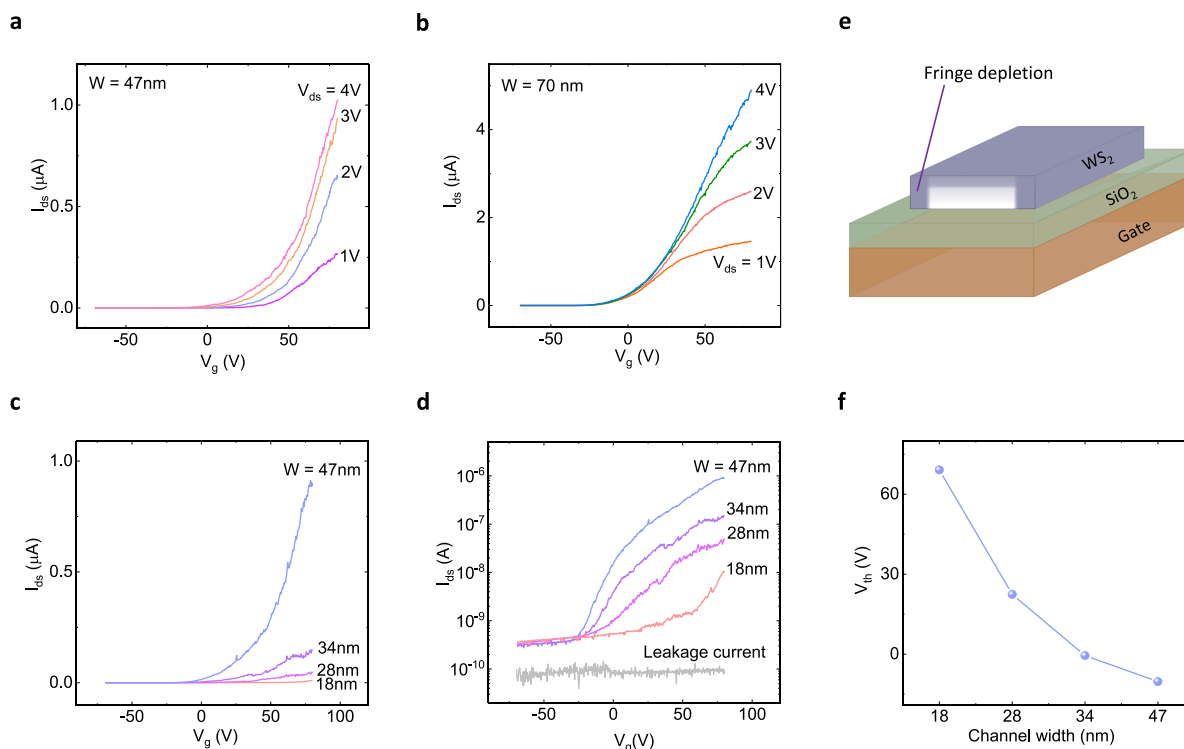 a
W = 47nm
V_ds = 4V
3V
2V
1V
1.0
0.5
0.0
I_ds (μA)
-50
0
50
V_g (V)
b
W = 70 nm
4V
3V
2V
V_ds = 1V
4
2
0
I_ds (μA)
-50
0
50
V_g (V)
e
Fringe depletion
WS₂
SiO₂
Gate
c
W = 47nm
34nm
28nm
18nm
1.0
0.5
0.0
I_ds (μA)
-50
0
50
100
V_g (V)
d
W = 47nm
34nm
28nm
18nm
Leakage current
10⁻⁶
10⁻⁷
10⁻⁸
10⁻⁹
10⁻¹⁰
I_ds (A)
-50
0
50
100
V_g(V)
f
60
30
0
V_th (V)
18
28
34
47
Channel width (nm)